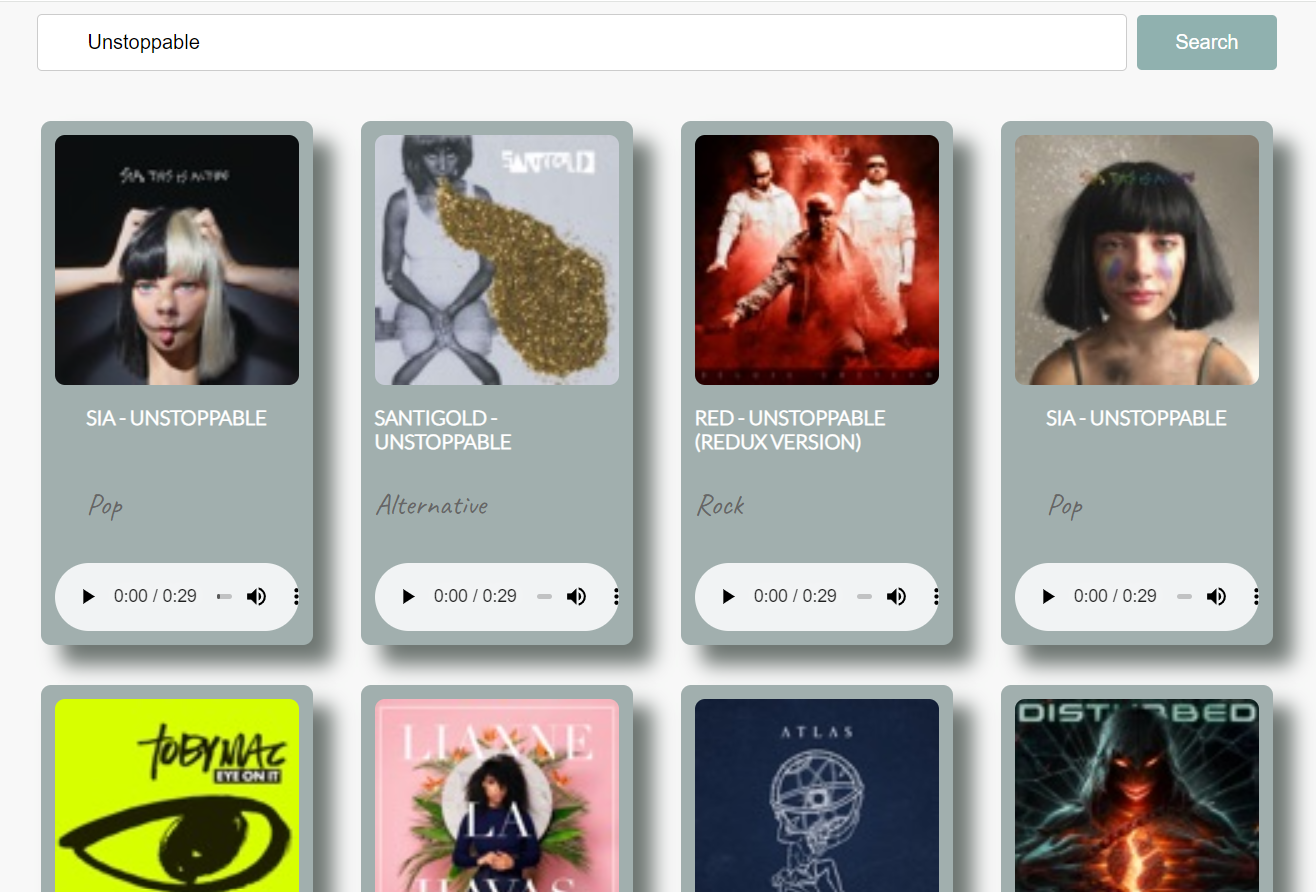 Unstoppable
Search
SIA THIS IS ACTING
SANTIGOLD
SIA - UNSTOPPABLE
SANTIGOLD -
UNSTOPPABLE
RED - UNSTOPPABLE
(REDUX VERSION)
SIA - UNSTOPPABLE
Pop
Alternative
Rock
Pop
0:00 / 0:29
0:00 / 0:29
0:00 / 0:29
0:00 / 0:29
TOBYMAC
EYE ON IT
LIANNE
LA
HAVAS
ATLAS
DISTURBED